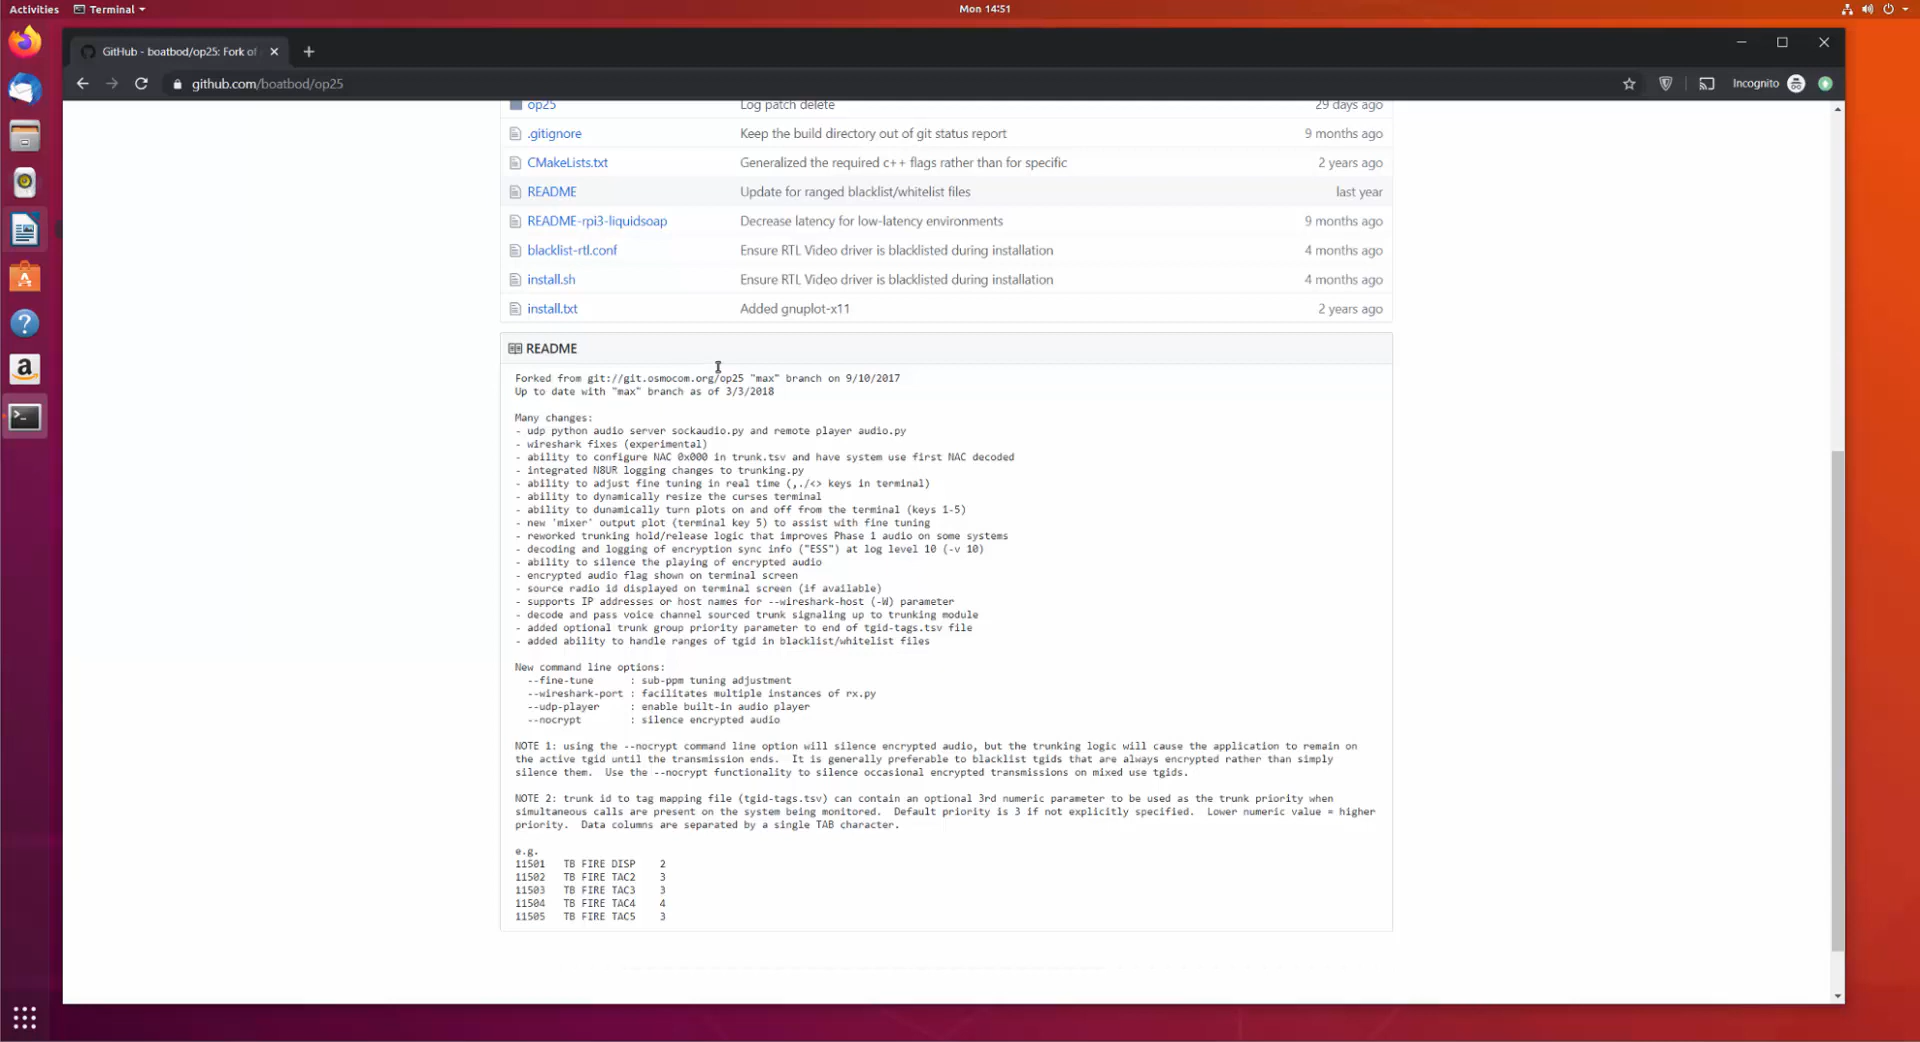 Activities Terminal Mon 14:51
GitHub - boatbod/op25: Fork of
github.com/boatbod/op25 Incognito
op25 Log patch delete 29 days ago
.gitignore Keep the build directory out of git status report 9 months ago
CMakeLists.txt Generalized the required c++ flags rather than for specific 2 years ago
README Update for ranged blacklist/whitelist files last year
README-rpi3-liquidsoap Decrease latency for low-latency environments 9 months ago
blacklist-rtl.conf Ensure RTL Video driver is blacklisted during installation 4 months ago
install.sh Ensure RTL Video driver is blacklisted during installation 4 months ago
install.txt Added gnuplot-x11 2 years ago
README
Forked from git://git.osmocom.org/op25 "max" branch on 9/10/2017
Up to date with "max" branch as of 3/3/2018
Many changes:
- udp python audio server sockaudio.py and remote player audio.py
- wireshark fixes (experimental)
- ability to configure NAC 0x000 in trunk.tsv and have system use first NAC decoded
- integrated N8UR logging changes to trunking.py
- ability to adjust fine tuning in real time (,./<> keys in terminal)
- ability to dynamically resize the curses terminal
- ability to dunamically turn plots on and off from the terminal (keys 1-5)
- new 'mixer' output plot (terminal key 5) to assist with fine tuning
- reworked trunking hold/release logic that improves Phase 1 audio on some systems
- decoding and logging of encryption sync info ("ESS") at log level 10 (-v 10)
- ability to silence the playing of encrypted audio
- encrypted audio flag shown on terminal screen
- source radio id displayed on terminal screen (if available)
- supports IP addresses or host names for --wireshark-host (-W) parameter
- decode and pass voice channel sourced trunk signaling up to trunking module
- added optional trunk group priority parameter to end of tgid-tags.tsv file
- added ability to handle ranges of tgid in blacklist/whitelist files
New command line options:
--fine-tune : sub-ppm tuning adjustment
--wireshark-port : facilitates multiple instances of rx.py
--udp-player : enable built-in audio player
--nocrypt : silence encrypted audio
NOTE 1: using the --nocrypt command line option will silence encrypted audio, but the trunking logic will cause the application to remain on
the active tgid until the transmission ends. It is generally preferable to blacklist tgids that are always encrypted rather than simply
silence them. Use the --nocrypt functionality to silence occasional encrypted transmissions on mixed use tgids.
NOTE 2: trunk id to tag mapping file (tgid-tags.tsv) can contain an optional 3rd numeric parameter to be used as the trunk priority when
simultaneous calls are present on the system being monitored. Default priority is 3 if not explicitly specified. Lower numeric value = higher
priority. Data columns are separated by a single TAB character.
e.g.
11501 TB FIRE DISP 2
11502 TB FIRE TAC2 3
11503 TB FIRE TAC3 3
11504 TB FIRE TAC4 4
11505 TB FIRE TAC5 3